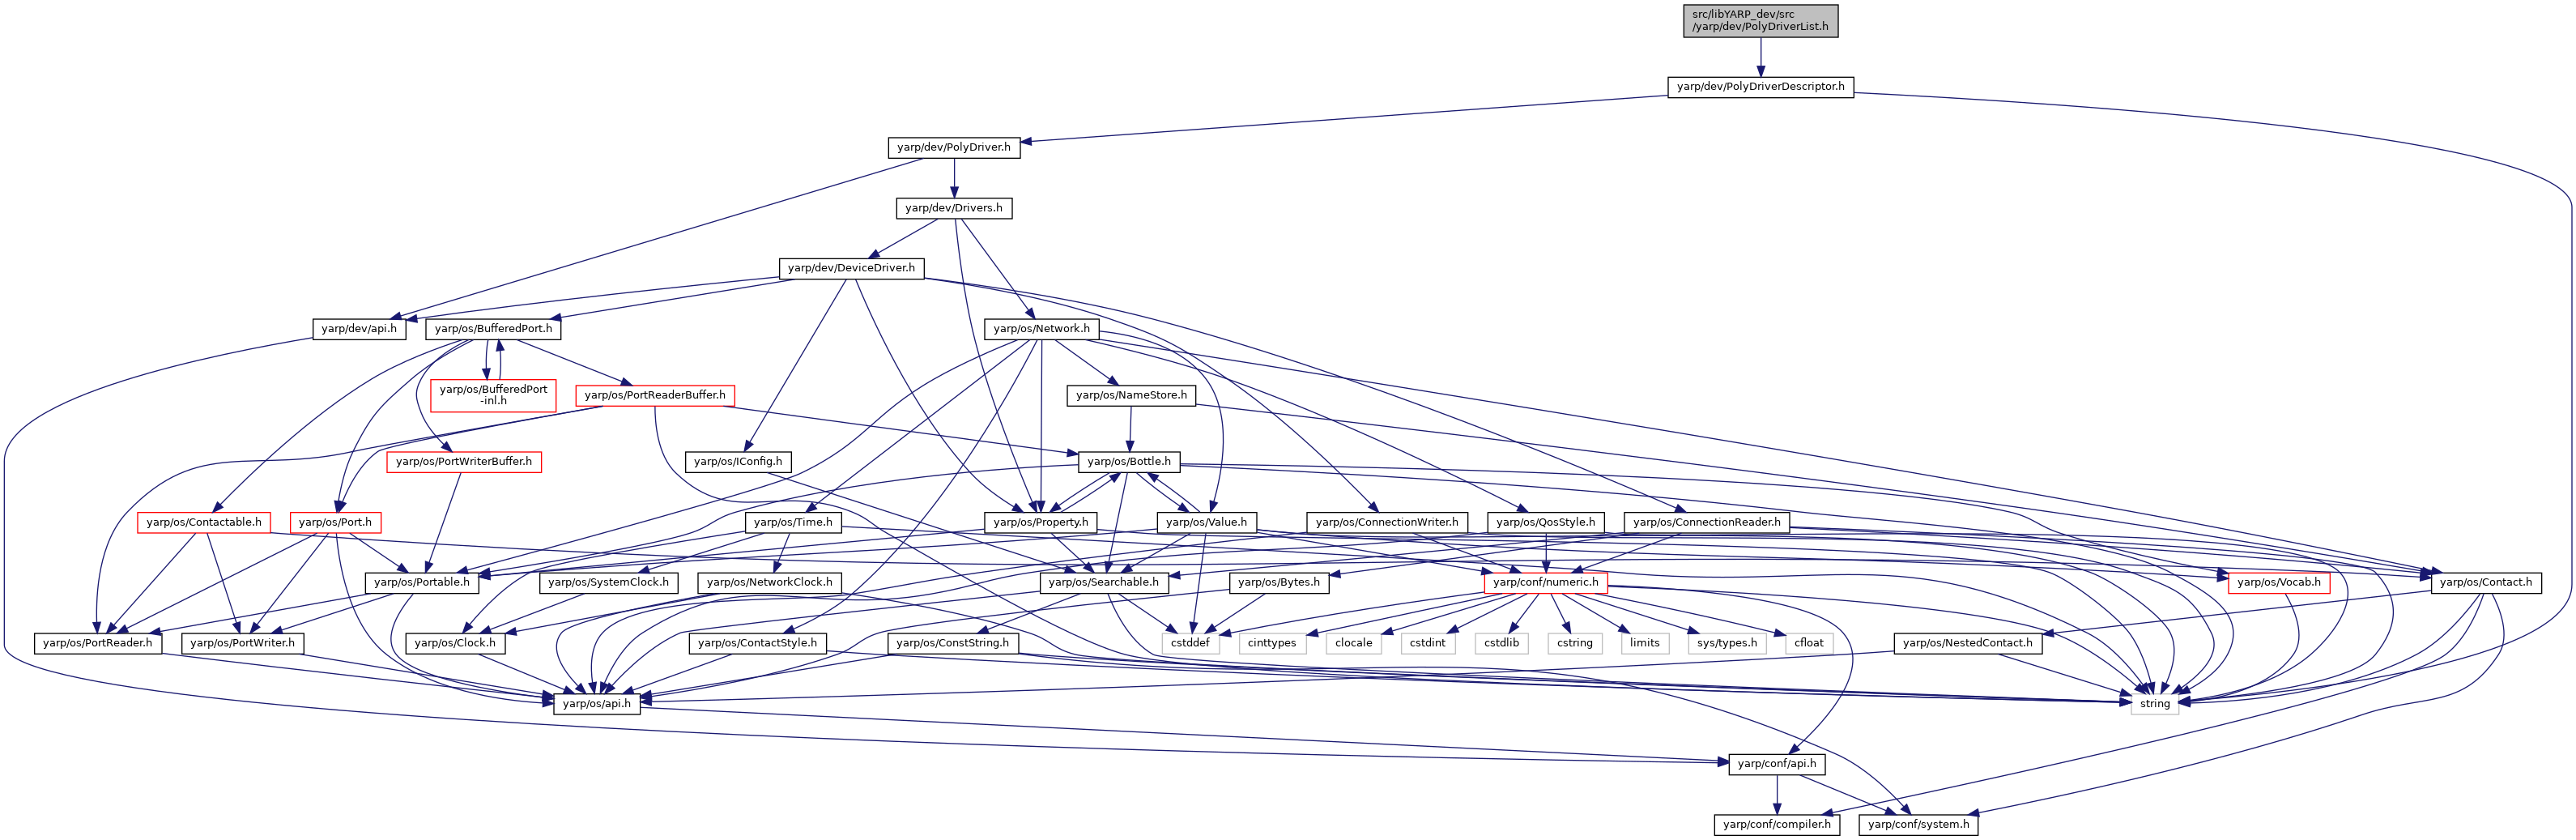 src/libYARP_dev/src
/yarp/dev/PolyDriverList.h
yarp/dev/PolyDriverDescriptor.h
yarp/dev/PolyDriver.h
yarp/dev/Drivers.h
yarp/dev/DeviceDriver.h
yarp/dev/api.h
yarp/os/BufferedPort.h
yarp/os/Network.h
yarp/os/BufferedPort
-inl.h
yarp/os/PortReaderBuffer.h
yarp/os/NameStore.h
yarp/os/PortWriterBuffer.h
yarp/os/IConfig.h
yarp/os/Bottle.h
yarp/os/Contactable.h
yarp/os/Port.h
yarp/os/Time.h
yarp/os/Property.h
yarp/os/Value.h
yarp/os/ConnectionWriter.h
yarp/os/QosStyle.h
yarp/os/ConnectionReader.h
yarp/os/Portable.h
yarp/os/SystemClock.h
yarp/os/NetworkClock.h
yarp/os/Searchable.h
yarp/os/Bytes.h
yarp/conf/numeric.h
yarp/os/Vocab.h
yarp/os/Contact.h
yarp/os/PortReader.h
yarp/os/PortWriter.h
yarp/os/Clock.h
yarp/os/ContactStyle.h
yarp/os/ConstString.h
cstddef
cinttypes
clocale
cstdint
cstdlib
cstring
limits
sys/types.h
cfloat
yarp/os/NestedContact.h
yarp/os/api.h
string
yarp/conf/api.h
yarp/conf/compiler.h
yarp/conf/system.h